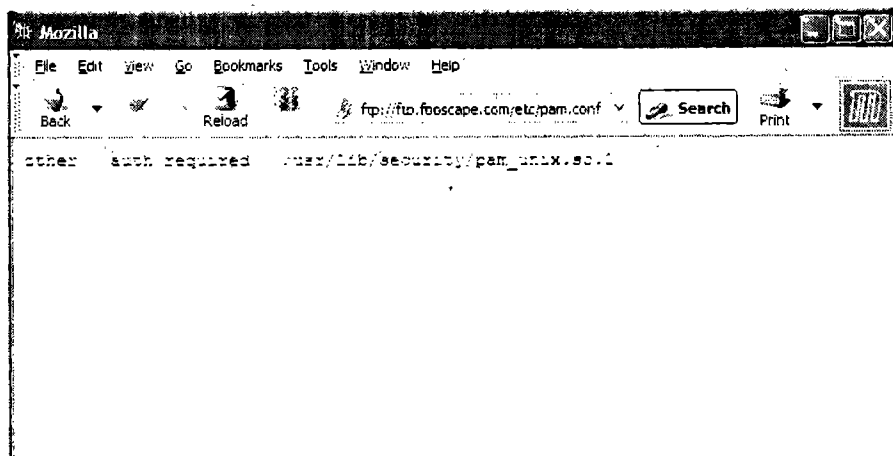 Mozilla
File Edit View Go Bookmarks Tools Window Help
Back Reload ftp://ftp.fooscape.com/etc/pam.conf Search Print
other auth required /usr/lib/security/pam_unix.so.1